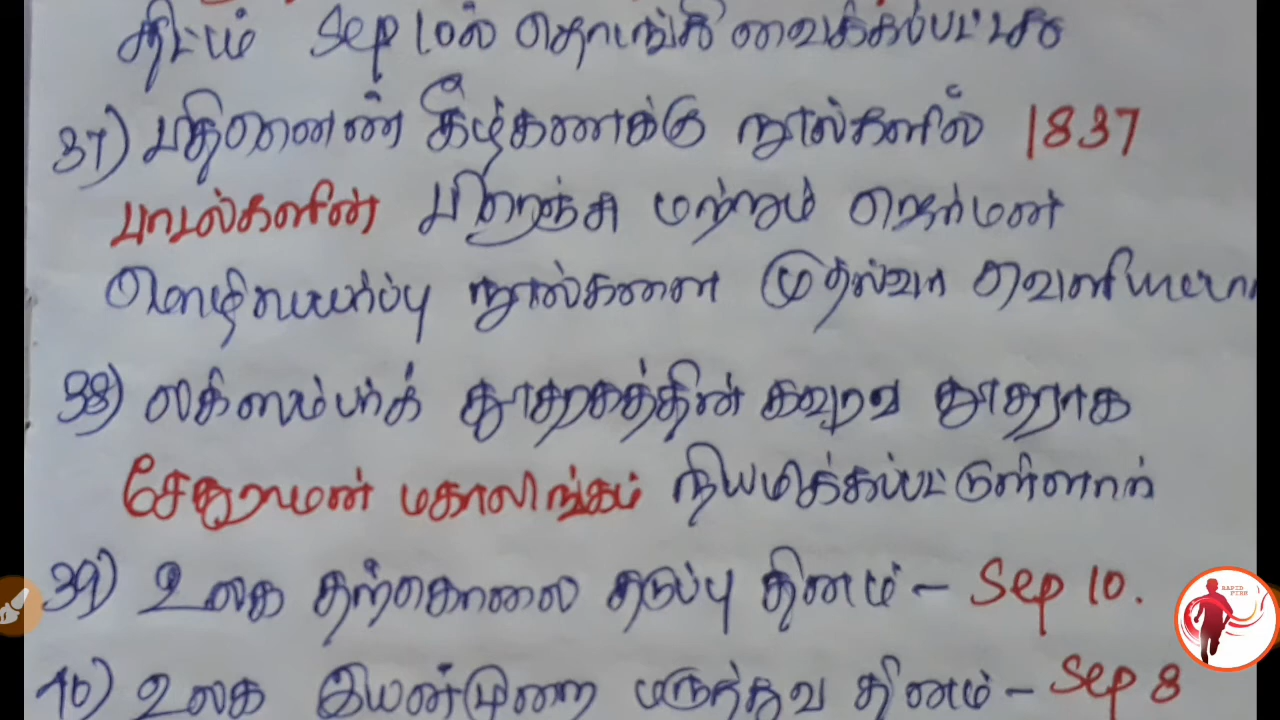 திட்டம் Sep 10ல் தொடங்கி வைக்கப்பட்டது
37) பதினெண் கீழ்கணக்கு நூல்களில் 1837
பாடல்களின் பிறெஞ்சு மற்றும் ஜெர்மன்
மொழிபெயர்ப்பு நூல்களை முதல்வர்
38) லக்ஸம்பர்க் தூதரகத்தின் கவுரவ தூதராக
சேதுராமன் மகாலிங்கம் நியமிக்கப்பட்டுள்ளார்
39) உலக தற்கொலை தடுப்பு தினம் – Sep 10.
40) உலக இயன்முறை மருத்துவ தினம் – Sep 8
RAPID